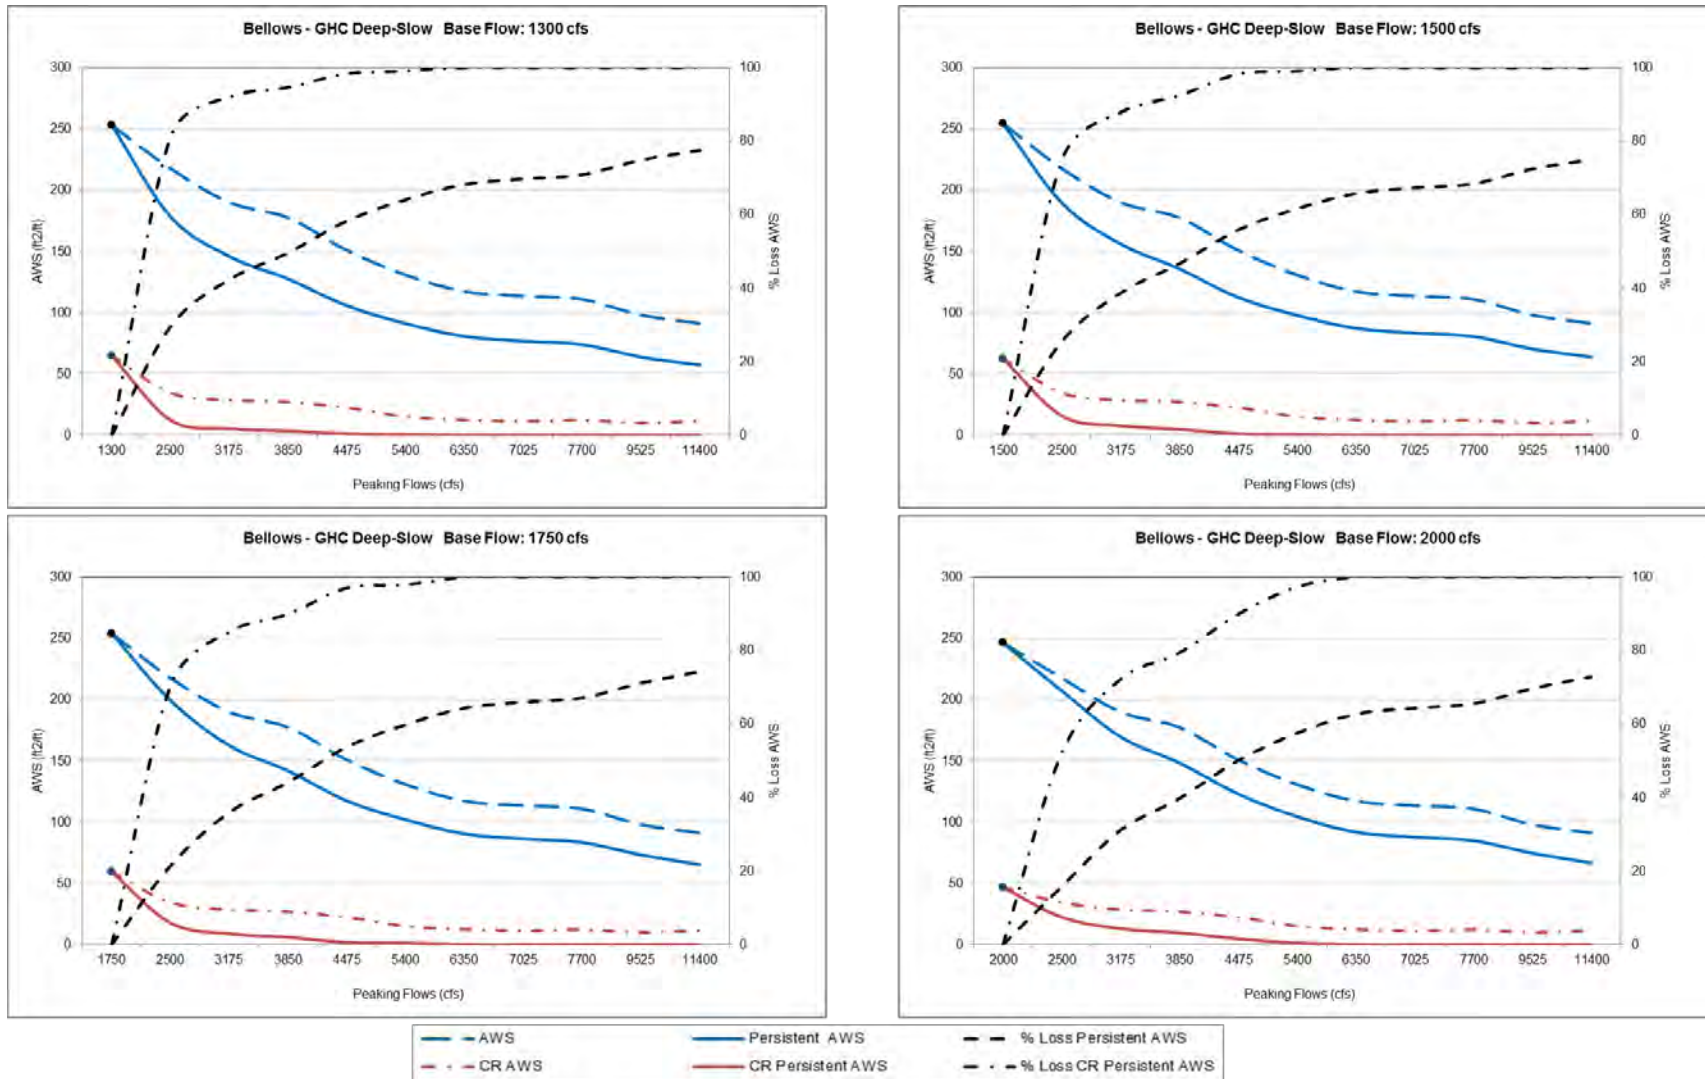 Bellows - GHC Deep-Slow Base Flow: 1300 cfs
300
250
200
150
100
50
0
AWS (ft2/ft)
100
80
60
40
20
0
% Loss AWS
1300 2500 3175 3850 4475 5400 6350 7025 7700 9525 11400
Peaking Flows (cfs)
Bellows - GHC Deep-Slow Base Flow: 1500 cfs
300
250
200
150
100
50
0
AWS (ft2/ft)
100
80
60
40
20
0
% Loss AWS
1500 2500 3175 3850 4475 5400 6350 7025 7700 9525 11400
Peaking Flows (cfs)
Bellows - GHC Deep-Slow Base Flow: 1750 cfs
300
250
200
150
100
50
0
AWS (ft2/ft)
100
80
60
40
20
0
% Loss AWS
1750 2500 3175 3850 4475 5400 6350 7025 7700 9525 11400
Peaking Flows (cfs)
Bellows - GHC Deep-Slow Base Flow: 2000 cfs
300
250
200
150
100
50
0
AWS (ft2/ft)
100
80
60
40
20
0
% Loss AWS
2000 2500 3175 3850 4475 5400 6350 7025 7700 9525 11400
Peaking Flows (cfs)
AWS Persistent AWS % Loss Persistent AWS
CR AWS CR Persistent AWS % Loss CR Persistent AWS